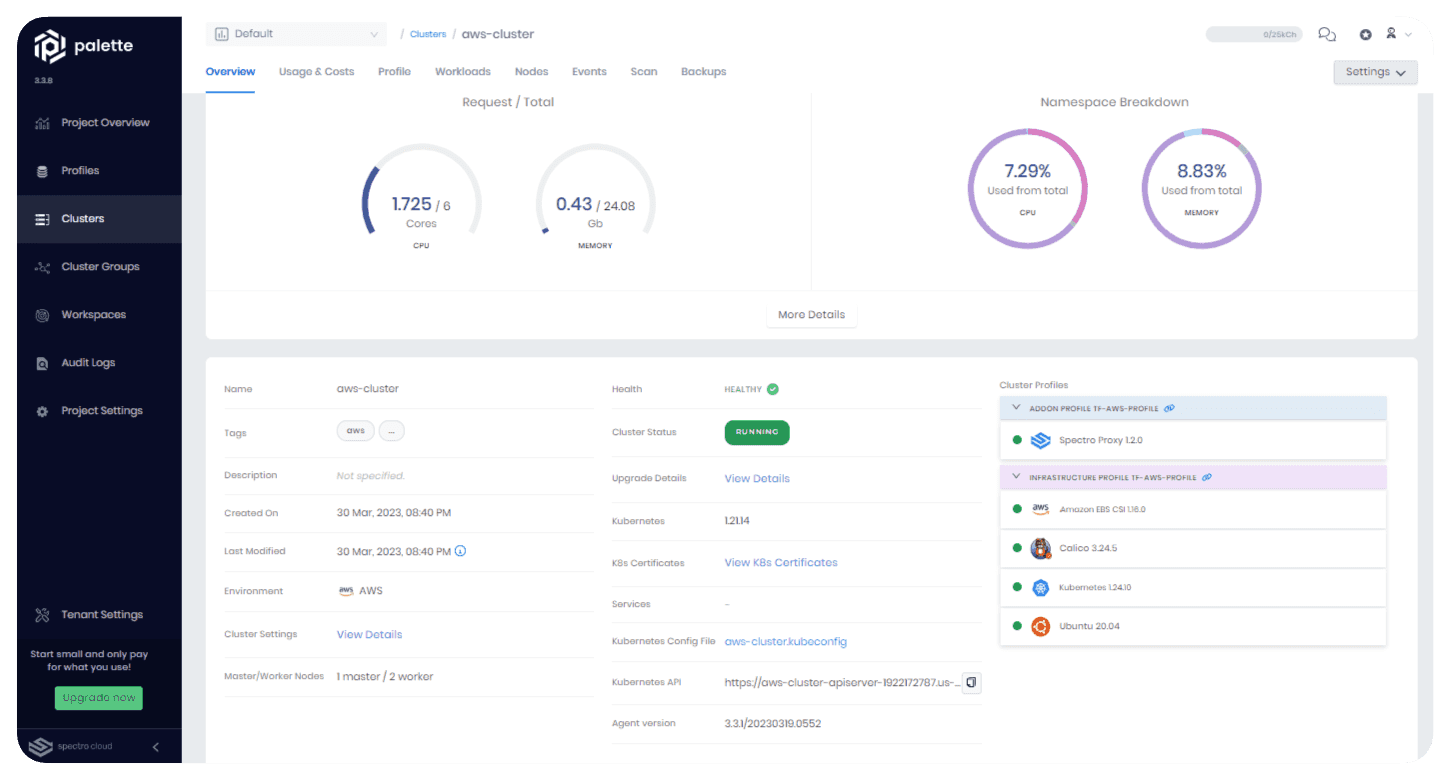 palette
3.3.8
Project Overview
Profiles
Clusters
Cluster Groups
Workspaces
Audit Logs
Project Settings
Tenant Settings
Start small and only pay
for what you use!
Upgrade now
spectro cloud
Default
/ Clusters / aws-cluster
0/25kCh
Overview Usage & Costs Profile Workloads Nodes Events Scan Backups
Settings
Request / Total
1.725 / 6
Cores
CPU
0.43 / 24.08
Gb
MEMORY
Namespace Breakdown
7.29%
Used from total
CPU
8.83%
Used from total
MEMORY
More Details
Name aws-cluster
Tags aws ...
Description Not specified.
Created On 30 Mar, 2023, 08:40 PM
Last Modified 30 Mar, 2023, 08:40 PM
Environment aws AWS
Cluster Settings View Details
Master/Worker Nodes 1 master / 2 worker
Health HEALTHY
Cluster Status RUNNING
Upgrade Details View Details
Kubernetes 1.21.14
K8s Certificates View K8s Certificates
Services -
Kubernetes Config File aws-cluster.kubeconfig
Kubernetes API https://aws-cluster-apiserver-1922172787.us-...
Agent version 3.3.1/20230319.0552
Cluster Profiles
ADDON PROFILE TF-AWS-PROFILE
Spectro Proxy 1.2.0
INFRASTRUCTURE PROFILE TF-AWS-PROFILE
aws Amazon EBS CSI 1.16.0
Calico 3.24.5
Kubernetes 1.24.10
Ubuntu 20.04